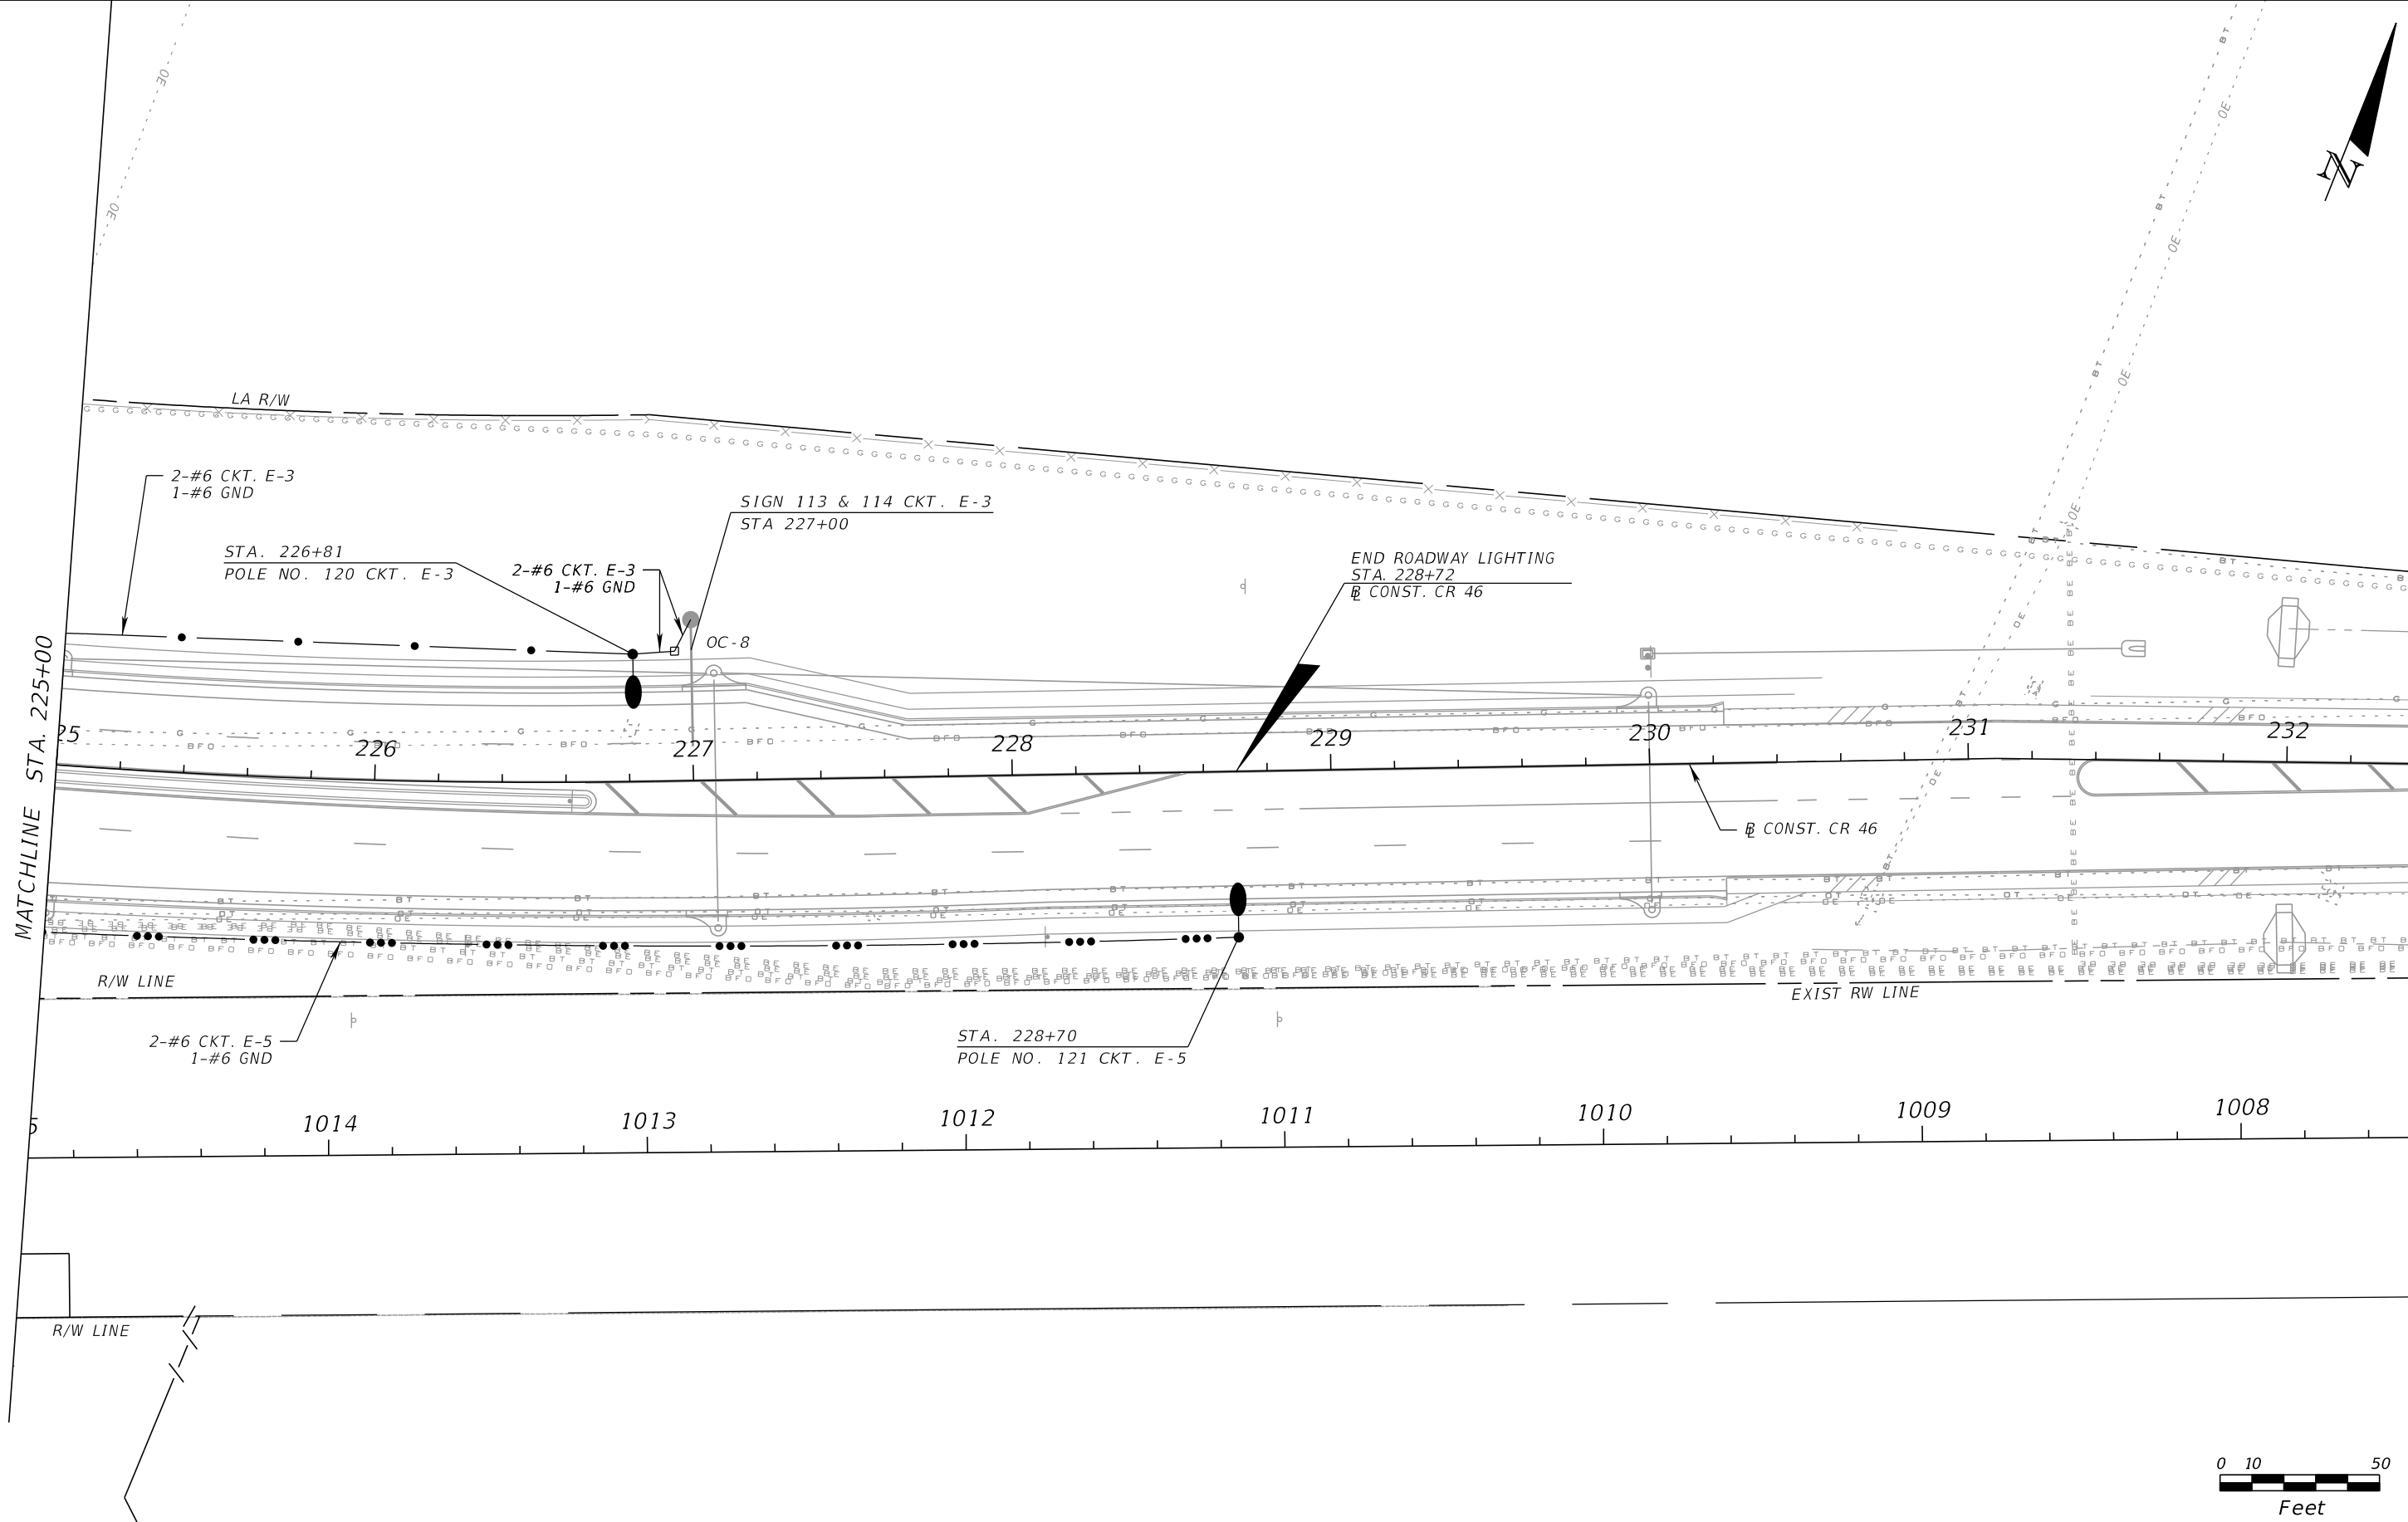 LA R/W
2-#6 CKT. E-3
1-#6 GND
SIGN 113 & 114 CKT. E-3
STA 227+00
STA. 226+81
POLE NO. 120 CKT. E-3
2-#6 CKT. E-3
1-#6 GND
END ROADWAY LIGHTING
STA. 228+72
BL CONST. CR 46
OC-8
MATCHLINE STA. 225+00
25
226
227
228
229
230
231
232
BL CONST. CR 46
R/W LINE
EXIST RW LINE
2-#6 CKT. E-5
1-#6 GND
STA. 228+70
POLE NO. 121 CKT. E-5
1014
1013
1012
1011
1010
1009
1008
R/W LINE
0 10 50
Feet
N